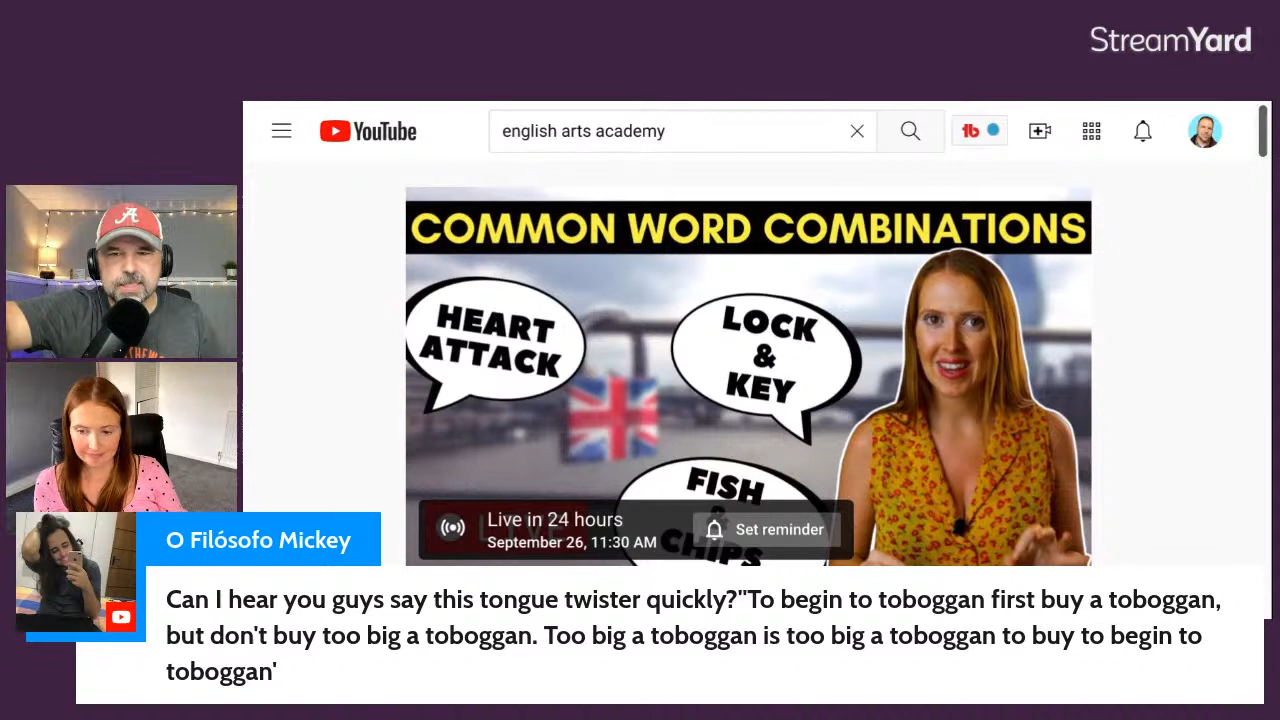 StreamYard
YouTube
english arts academy
COMMON WORD COMBINATIONS
HEART
ATTACK
LOCK
&
KEY
FISH
&
CHIPS
Live in 24 hours
September 26, 11:30 AM
Set reminder
O Filósofo Mickey
Can I hear you guys say this tongue twister quickly?"To begin to toboggan first buy a toboggan,
but don't buy too big a toboggan. Too big a toboggan is too big a toboggan to buy to begin to
toboggan'